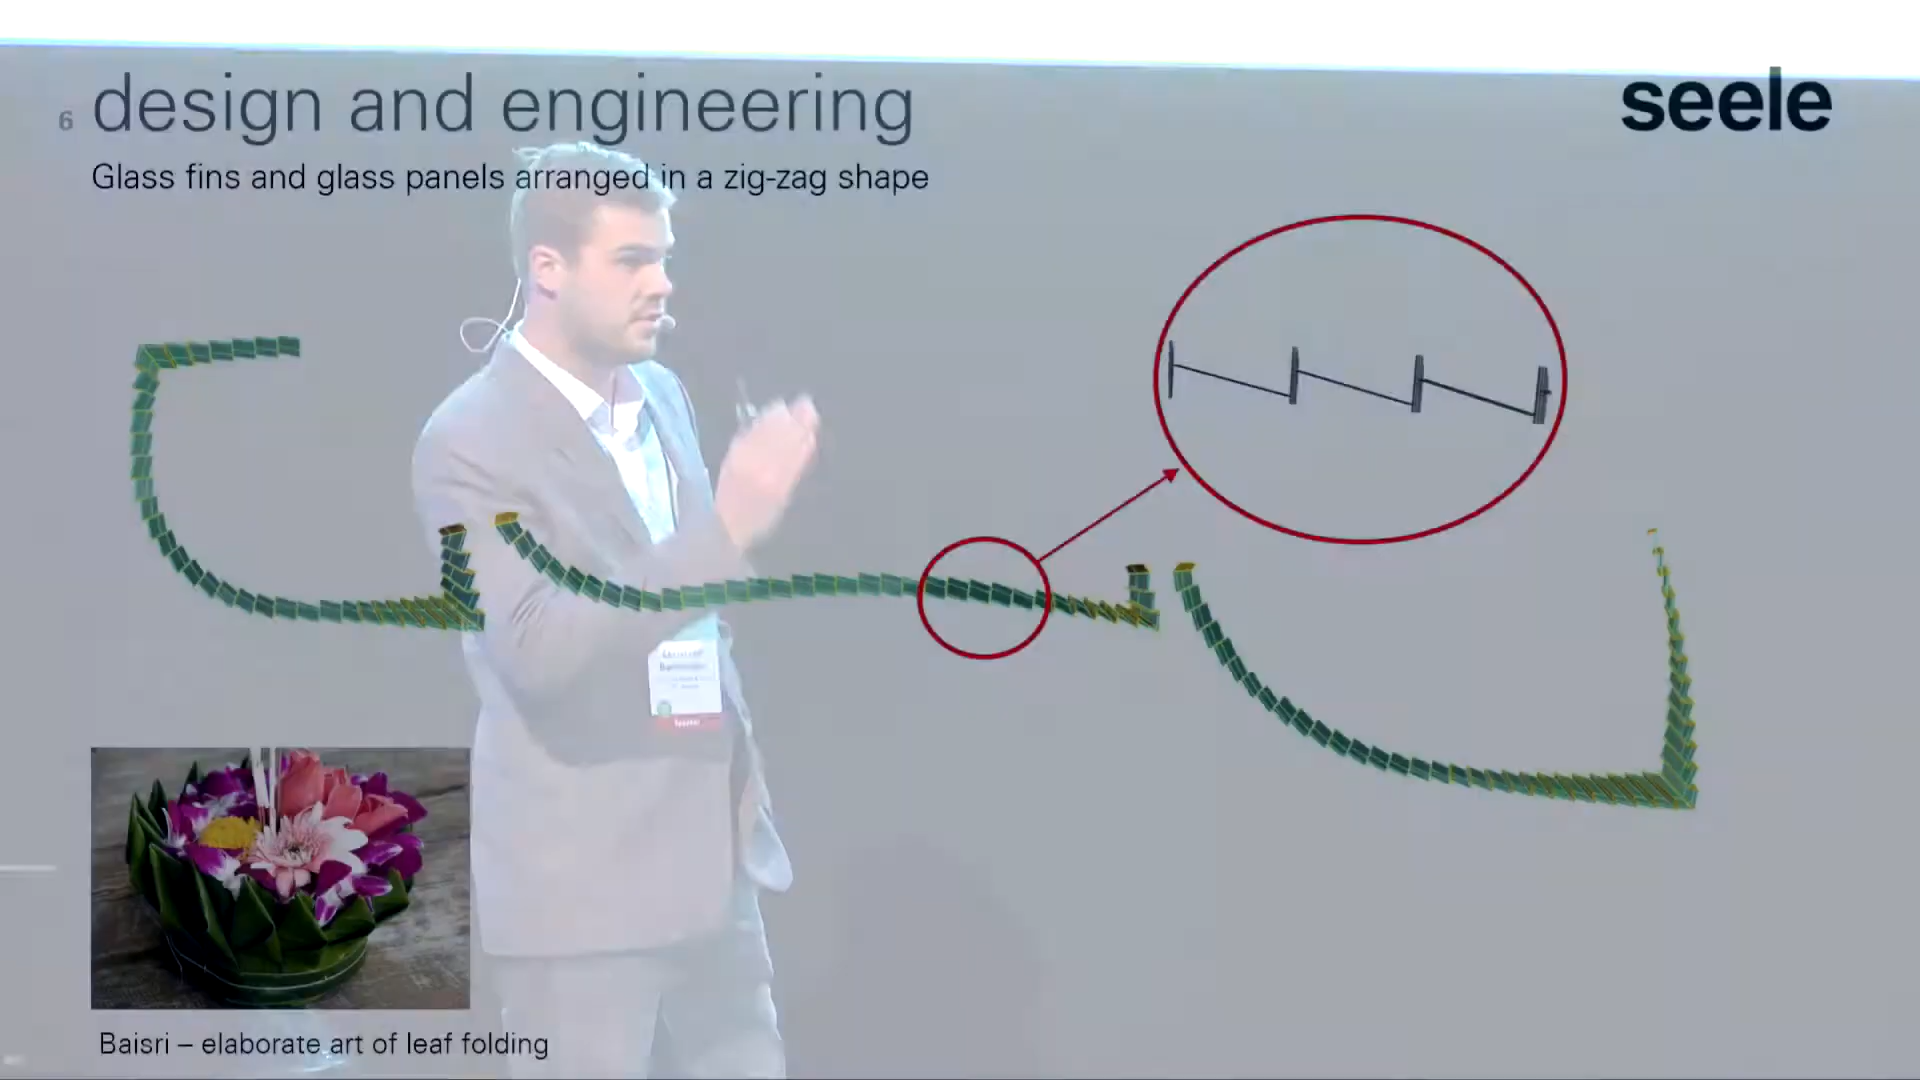 6 design and engineering
seele
Glass fins and glass panels arranged in a zig-zag shape
Speaker
Baisri – elaborate art of leaf folding